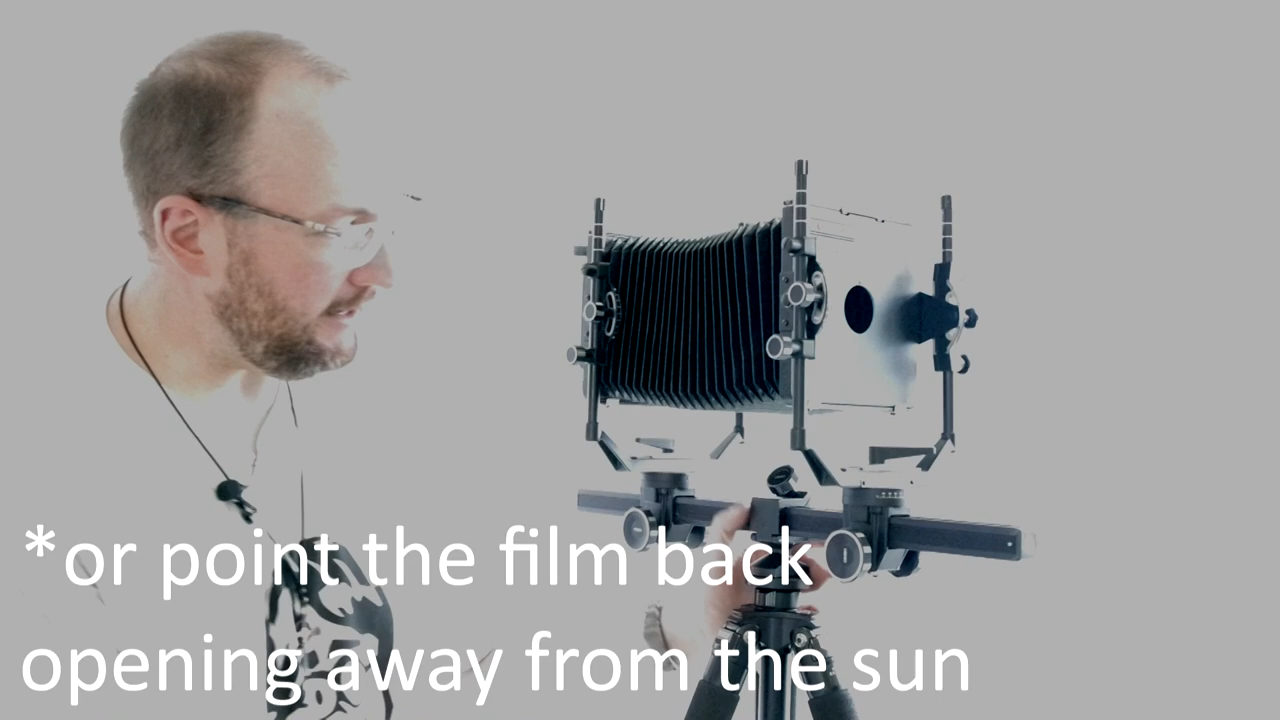 *or point the film back
opening away from the sun